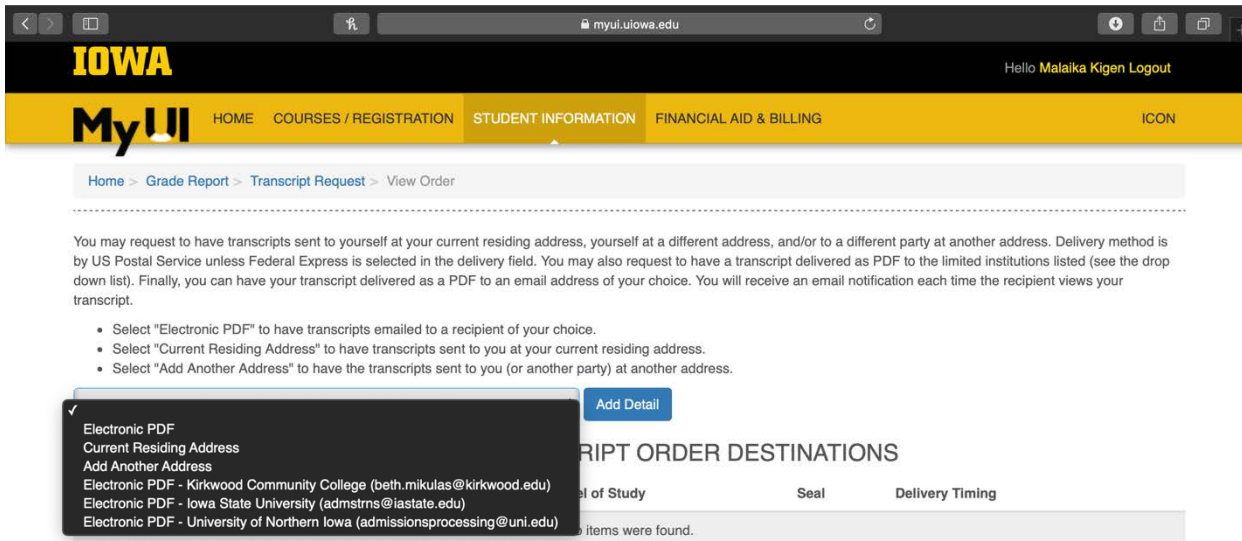 myui.uiowa.edu
IOWA
Hello Malaika Kigen Logout
MyUI
HOME COURSES / REGISTRATION STUDENT INFORMATION FINANCIAL AID & BILLING ICON
Home > Grade Report > Transcript Request > View Order
You may request to have transcripts sent to yourself at your current residing address, yourself at a different address, and/or to a different party at another address. Delivery method is
by US Postal Service unless Federal Express is selected in the delivery field. You may also request to have a transcript delivered as PDF to the limited institutions listed (see the drop
down list). Finally, you can have your transcript delivered as a PDF to an email address of your choice. You will receive an email notification each time the recipient views your
transcript.
• Select "Electronic PDF" to have transcripts emailed to a recipient of your choice.
• Select "Current Residing Address" to have transcripts sent to you at your current residing address.
• Select "Add Another Address" to have the transcripts sent to you (or another party) at another address.
Add Detail
✓
Electronic PDF
Current Residing Address
Add Another Address
Electronic PDF - Kirkwood Community College (beth.mikulas@kirkwood.edu)
Electronic PDF - Iowa State University (admstrns@iastate.edu)
Electronic PDF - University of Northern Iowa (admissionsprocessing@uni.edu)
RIPT ORDER DESTINATIONS
el of Study Seal Delivery Timing
items were found.